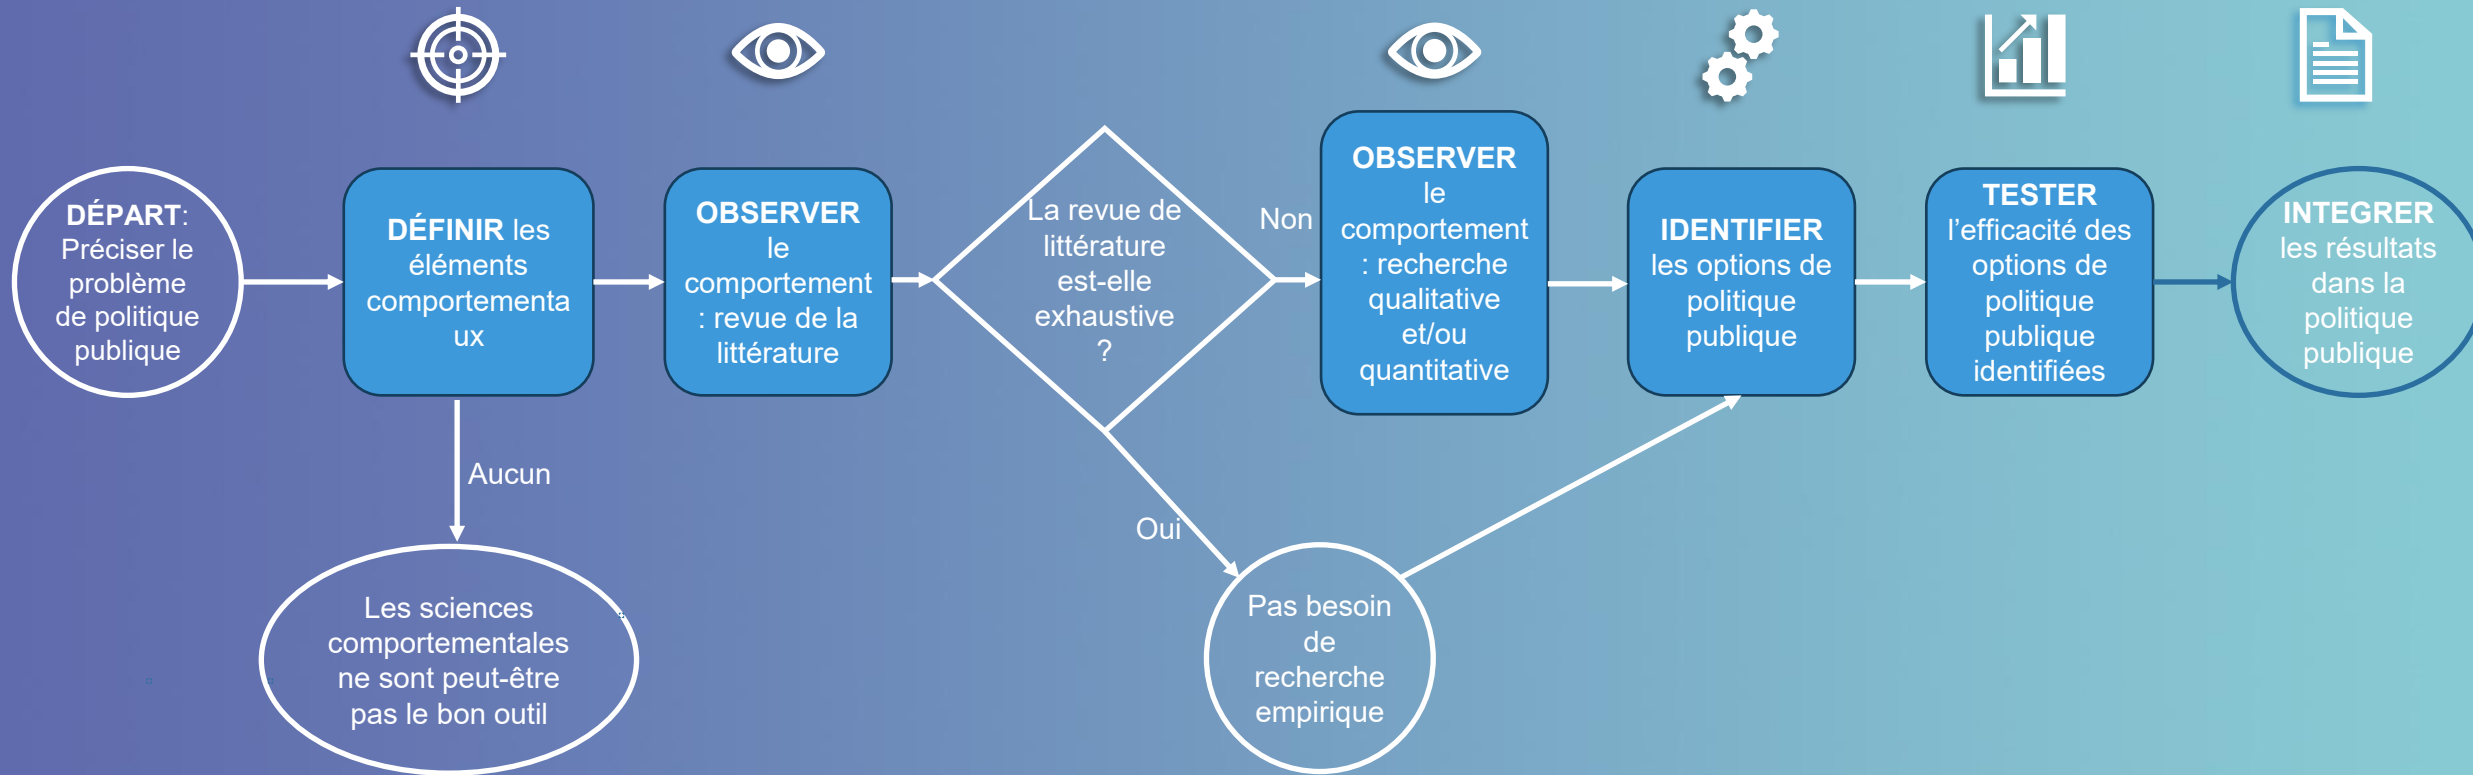 DÉPART:
Préciser le
problème
de politique
publique
DÉFINIR les
éléments
comportementa
ux
OBSERVER
le
comportement
: revue de la
littérature
La revue de
littérature
est-elle
exhaustive
?
Non
OBSERVER
le
comportement
: recherche
qualitative
et/ou
quantitative
IDENTIFIER
les options de
politique
publique
TESTER
l’efficacité des
options de
politique
publique
identifiées
INTEGRER
les résultats
dans la
politique
publique
Aucun
Oui
Les sciences
comportementales
ne sont peut-être
pas le bon outil
Pas besoin
de
recherche
empirique